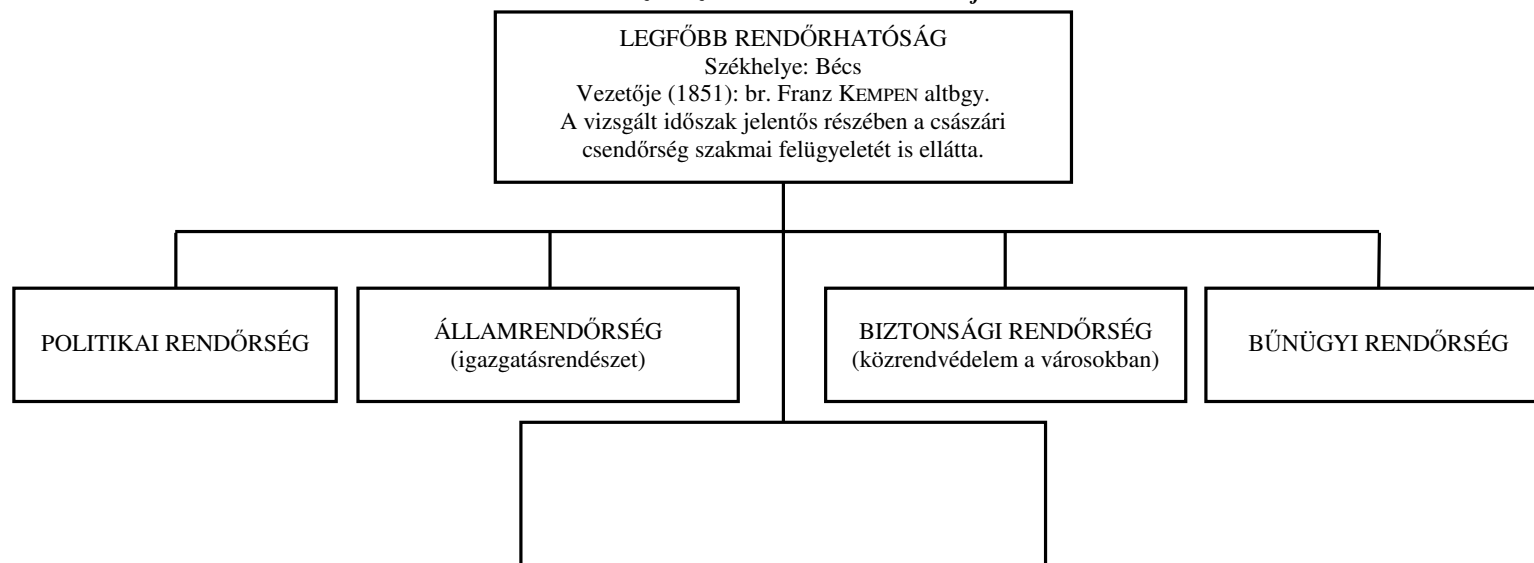 LEGFŐBB RENDŐRHATÓSÁG
Székhelye: Bécs
Vezetője (1851): br. Franz KEMPEN altbgy.
A vizsgált időszak jelentős részében a császári
csendőrség szakmai felügyeletét is ellátta.
POLITIKAI RENDŐRSÉG
ÁLLAMRENDŐRSÉG
(igazgatásrendészet)
BIZTONSÁGI RENDŐRSÉG
(közrendvédelem a városokban)
BŰNÜGYI RENDŐRSÉG